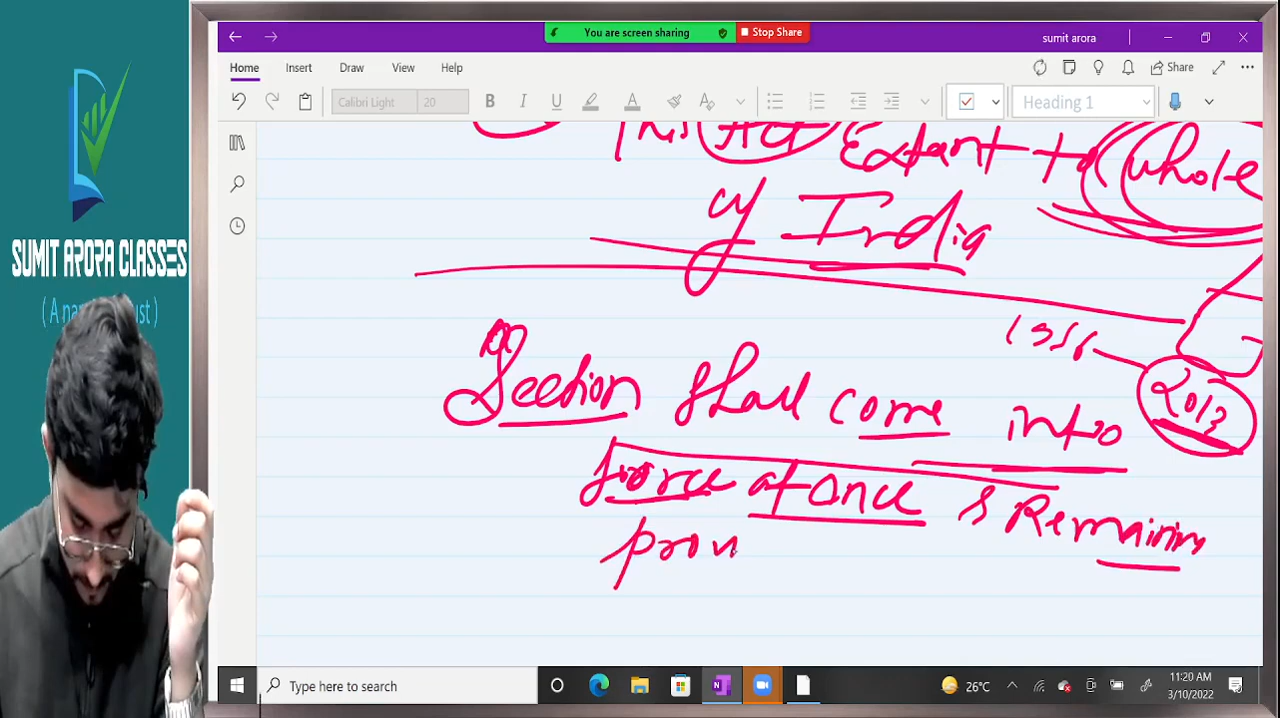 You are screen sharing
Stop Share
sumit arora
Home Insert Draw View Help
Share
Calibri Light 20
B I U A A
Heading 1
SUMIT ARORA CLASSES
This Act Extant to whole
of India
1956
2013
Section shall come into
force at once & Remaining
prov
Type here to search
26°C
11:20 AM
3/10/2022